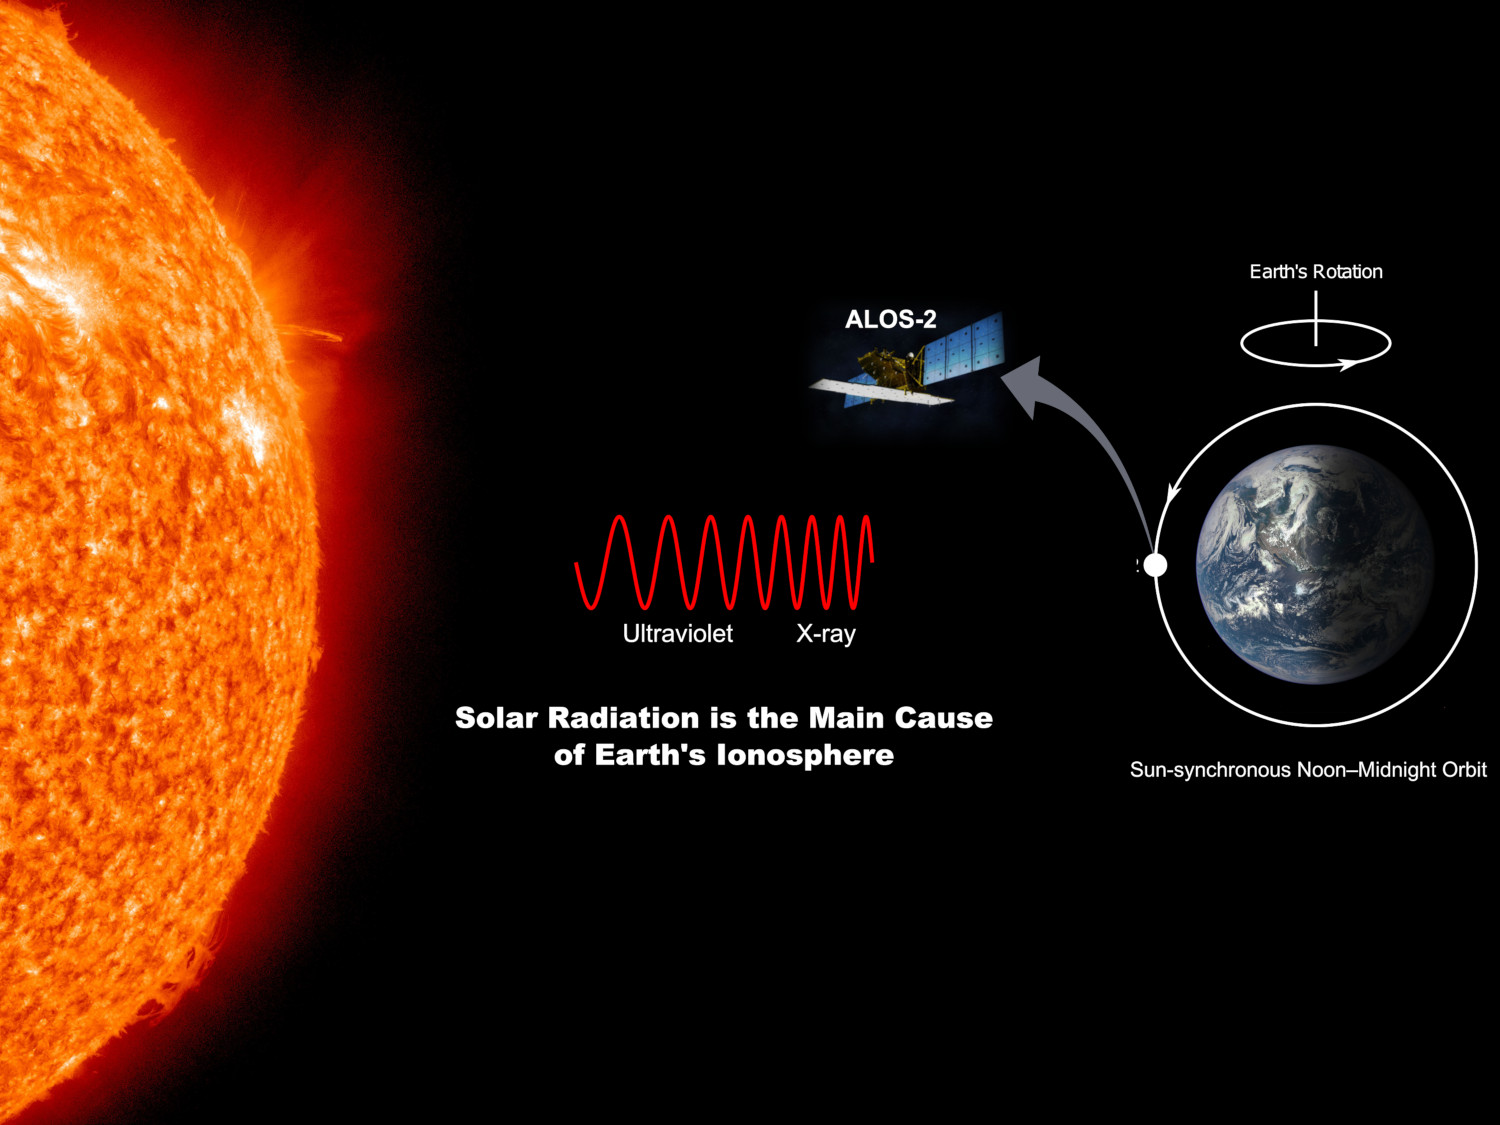 Earth's Rotation
ALOS-2
Ultraviolet X-ray
Solar Radiation is the Main Cause
of Earth's Ionosphere
Sun-synchronous Noon–Midnight Orbit